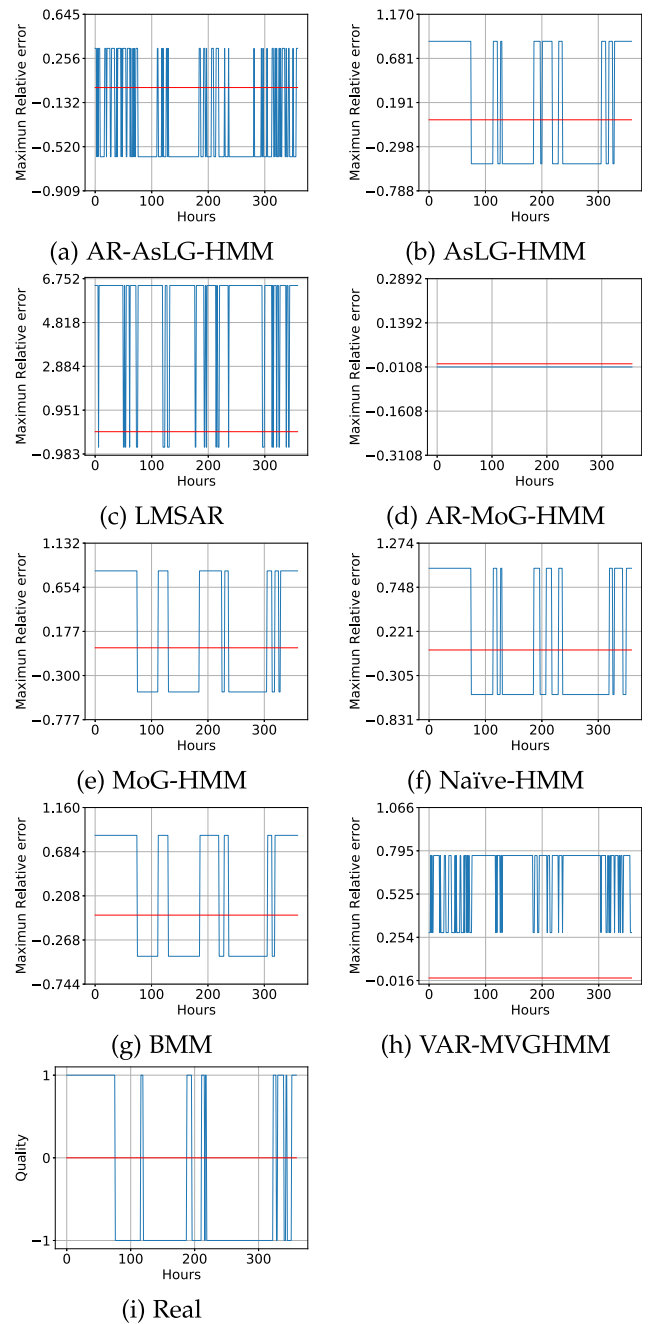 0.645
0.256
−0.132
−0.520
−0.909
Maximun Relative error
0 100 200 300
Hours
(a) AR-AsLG-HMM
1.170
0.681
0.191
−0.298
−0.788
Maximun Relative error
0 100 200 300
Hours
(b) AsLG-HMM
6.752
4.818
2.884
0.951
−0.983
Maximun Relative error
0 100 200 300
Hours
(c) LMSAR
0.2892
0.1392
−0.0108
−0.1608
−0.3108
Maximun Relative error
0 100 200 300
Hours
(d) AR-MoG-HMM
1.132
0.654
0.177
−0.300
−0.777
Maximun Relative error
0 100 200 300
Hours
(e) MoG-HMM
1.274
0.748
0.221
−0.305
−0.831
Maximun Relative error
0 100 200 300
Hours
(f) Naïve-HMM
1.160
0.684
0.208
−0.268
−0.744
Maximun Relative error
0 100 200 300
Hours
(g) BMM
1.066
0.795
0.525
0.254
−0.016
Maximun Relative error
0 100 200 300
Hours
(h) VAR-MVGHMM
1
0
−1
Quality
0 100 200 300
Hours
(i) Real